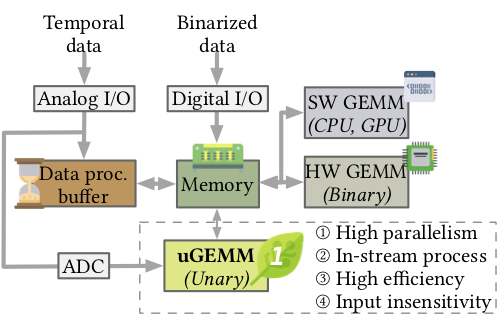 Temporal
data
Binarized
data
Analog I/O
Digital I/O
SW GEMM
(CPU, GPU)
Data proc.
buffer
Memory
HW GEMM
(Binary)
ADC
uGEMM
(Unary)
1
① High parallelism
② In-stream process
③ High efficiency
④ Input insensitivity